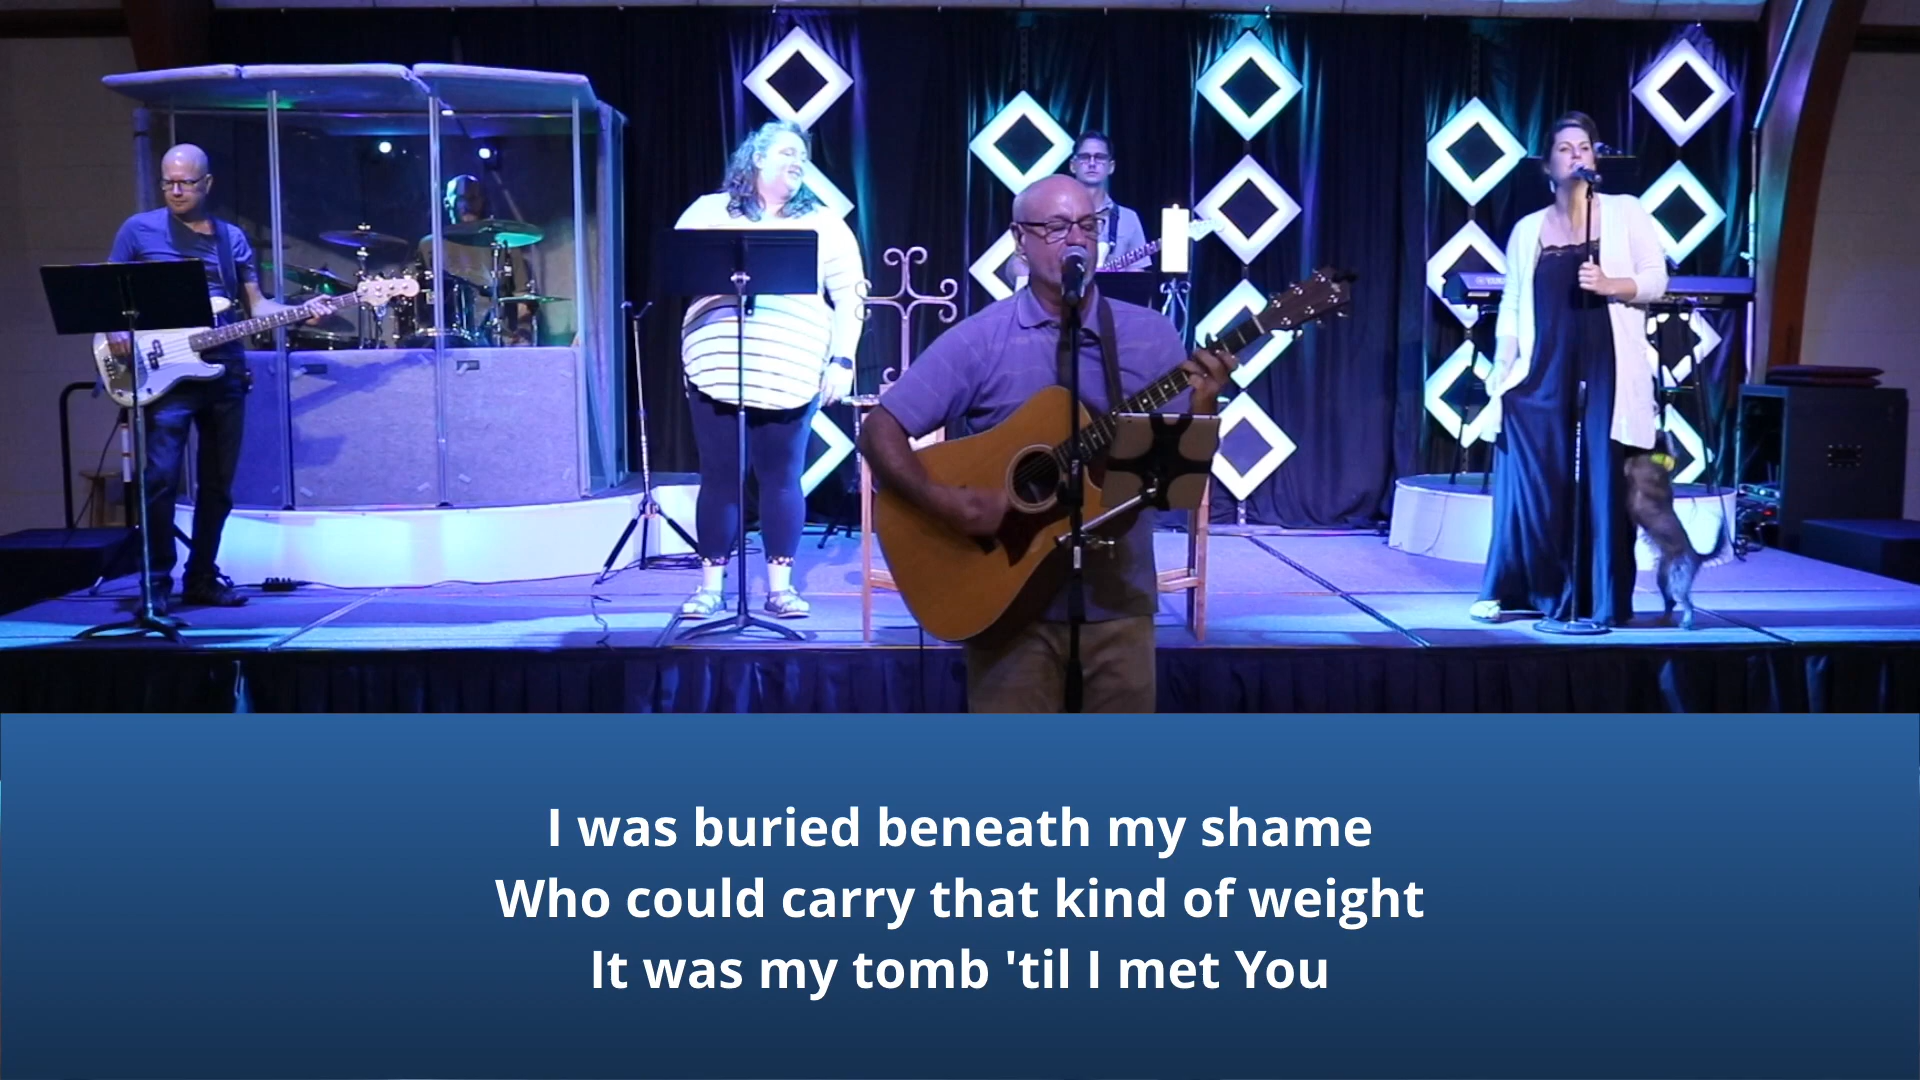 I was buried beneath my shame
Who could carry that kind of weight
It was my tomb 'til I met You